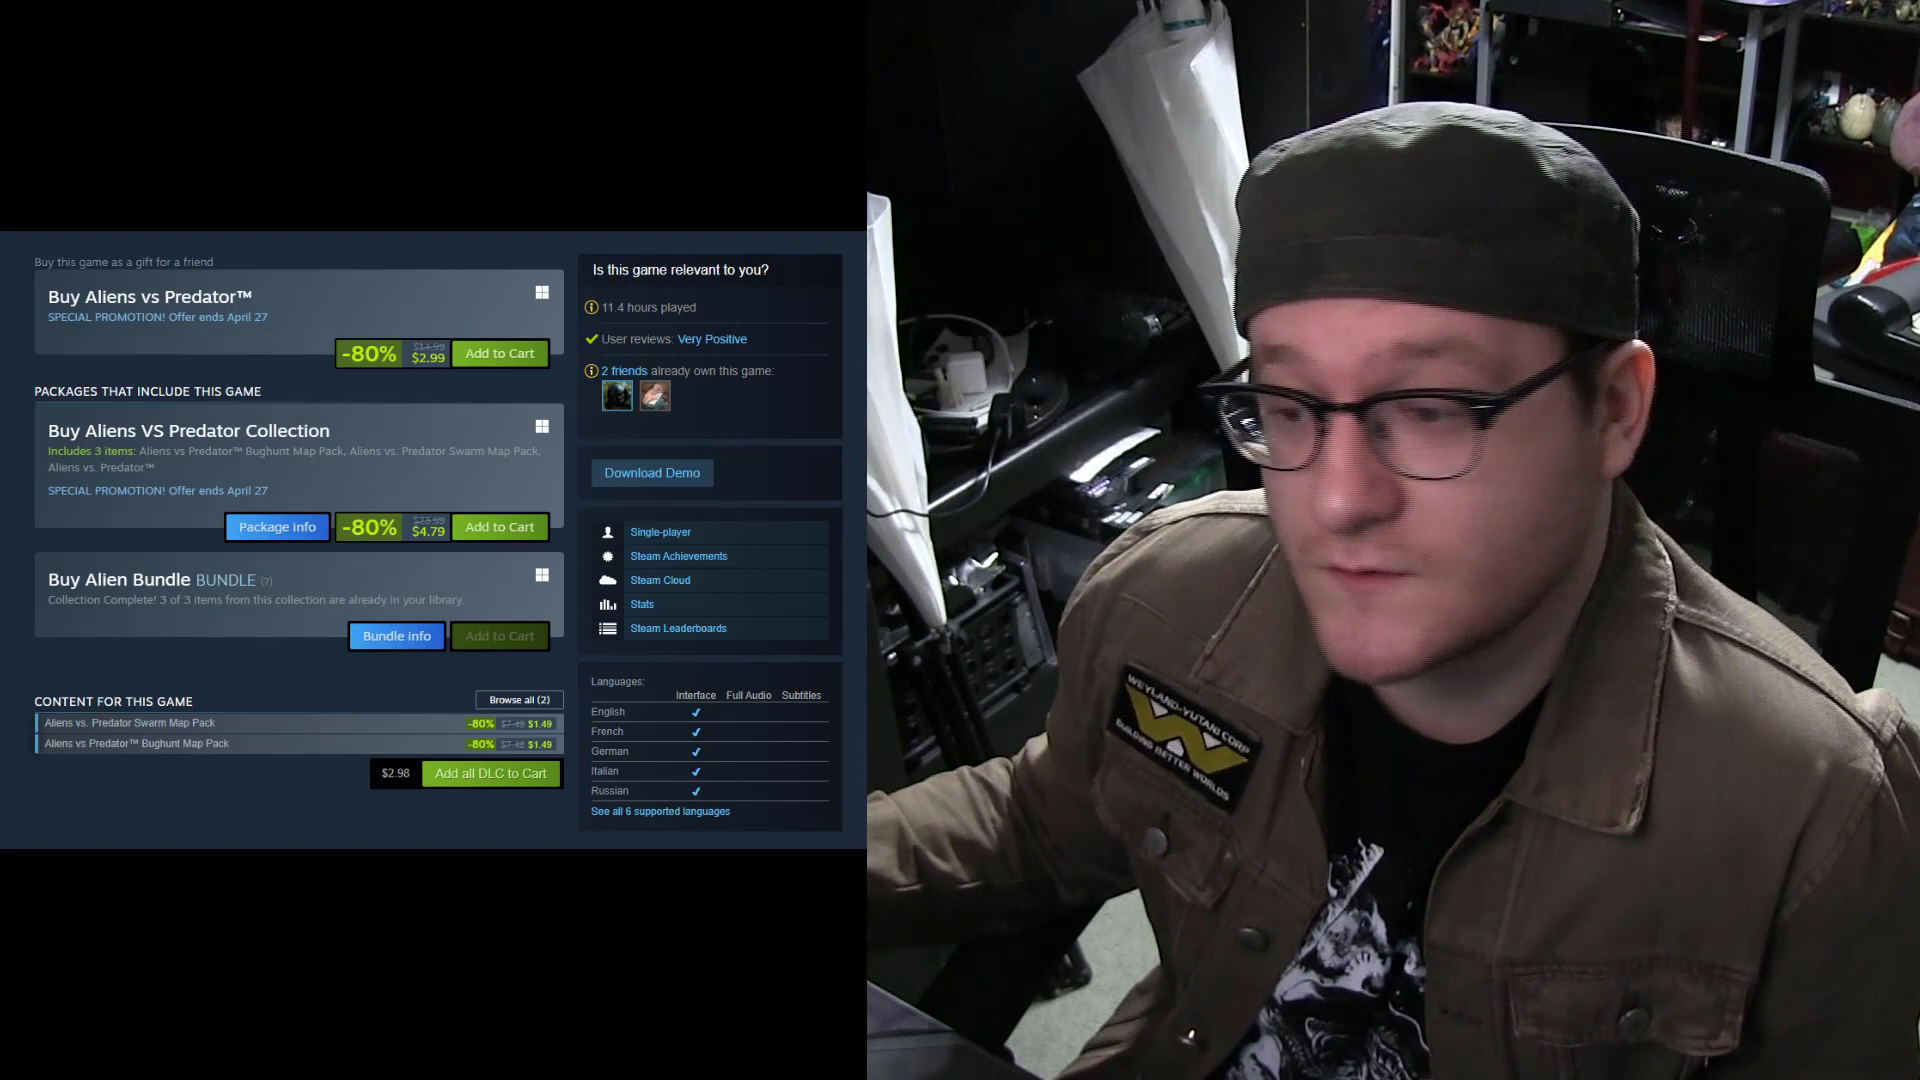 Buy this game as a gift for a friend
Buy Aliens vs Predator™
SPECIAL PROMOTION! Offer ends April 27
-80%
$14.99
$2.99
Add to Cart
PACKAGES THAT INCLUDE THIS GAME
Buy Aliens VS Predator Collection
Includes 3 items: Aliens vs Predator™ Bughunt Map Pack, Aliens vs. Predator Swarm Map Pack,
Aliens vs. Predator™
SPECIAL PROMOTION! Offer ends April 27
Package info
-80%
$23.99
$4.79
Add to Cart
Buy Alien Bundle BUNDLE (?)
Collection Complete! 3 of 3 items from this collection are already in your library.
Bundle info
Add to Cart
CONTENT FOR THIS GAME
Browse all (2)
Aliens vs. Predator Swarm Map Pack -80% $7.49 $1.49
Aliens vs Predator™ Bughunt Map Pack -80% $7.49 $1.49
$2.98 Add all DLC to Cart
Is this game relevant to you?
11.4 hours played
User reviews: Very Positive
2 friends already own this game:
Download Demo
Single-player
Steam Achievements
Steam Cloud
Stats
Steam Leaderboards
Languages:
Interface Full Audio Subtitles
English
French
German
Italian
Russian
See all 6 supported languages
WEYLAND-YUTANI CORP
BUILDING BETTER WORLDS